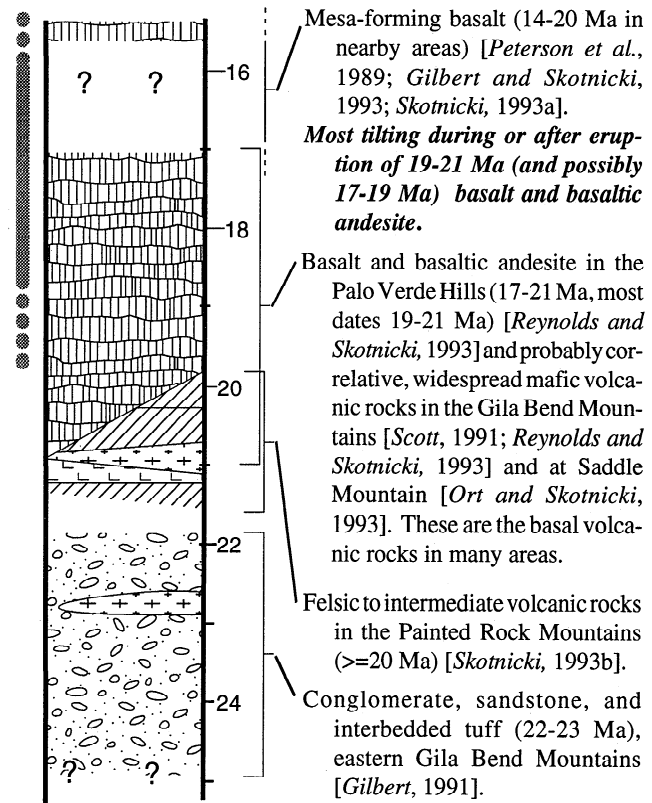 Mesa-forming basalt (14-20 Ma in
nearby areas) [Peterson et al.,
1989; Gilbert and Skotnicki,
1993; Skotnicki, 1993a].
Most tilting during or after erup-
tion of 19-21 Ma (and possibly
17-19 Ma) basalt and basaltic
andesite.
Basalt and basaltic andesite in the
Palo Verde Hills (17-21 Ma, most
dates 19-21 Ma) [Reynolds and
Skotnicki, 1993] and probably cor-
relative, widespread mafic volca-
nic rocks in the Gila Bend Moun-
tains [Scott, 1991; Reynolds and
Skotnicki, 1993] and at Saddle
Mountain [Ort and Skotnicki,
1993]. These are the basal volca-
nic rocks in many areas.
Felsic to intermediate volcanic rocks
in the Painted Rock Mountains
(>=20 Ma) [Skotnicki, 1993b].
Conglomerate, sandstone, and
interbedded tuff (22-23 Ma),
eastern Gila Bend Mountains
[Gilbert, 1991].
? ?
16
18
20
22
24
? ?